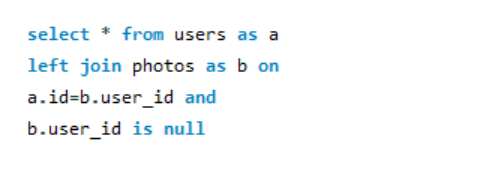 select * from users as a
left join photos as b on
a.id=b.user_id and
b.user_id is null